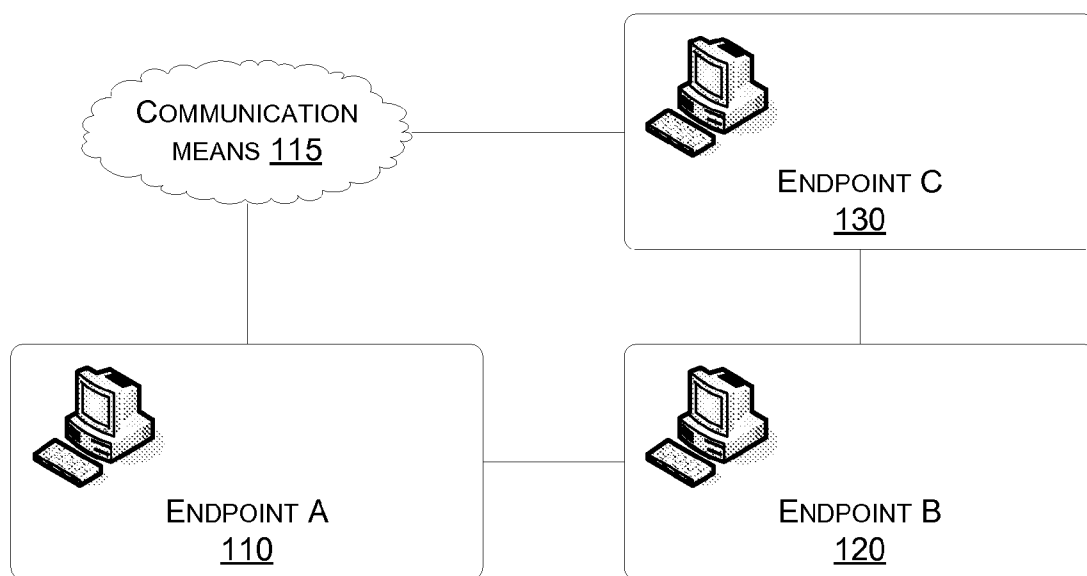 COMMUNICATION
MEANS 115
ENDPOINT C
130
ENDPOINT A
110
ENDPOINT B
120